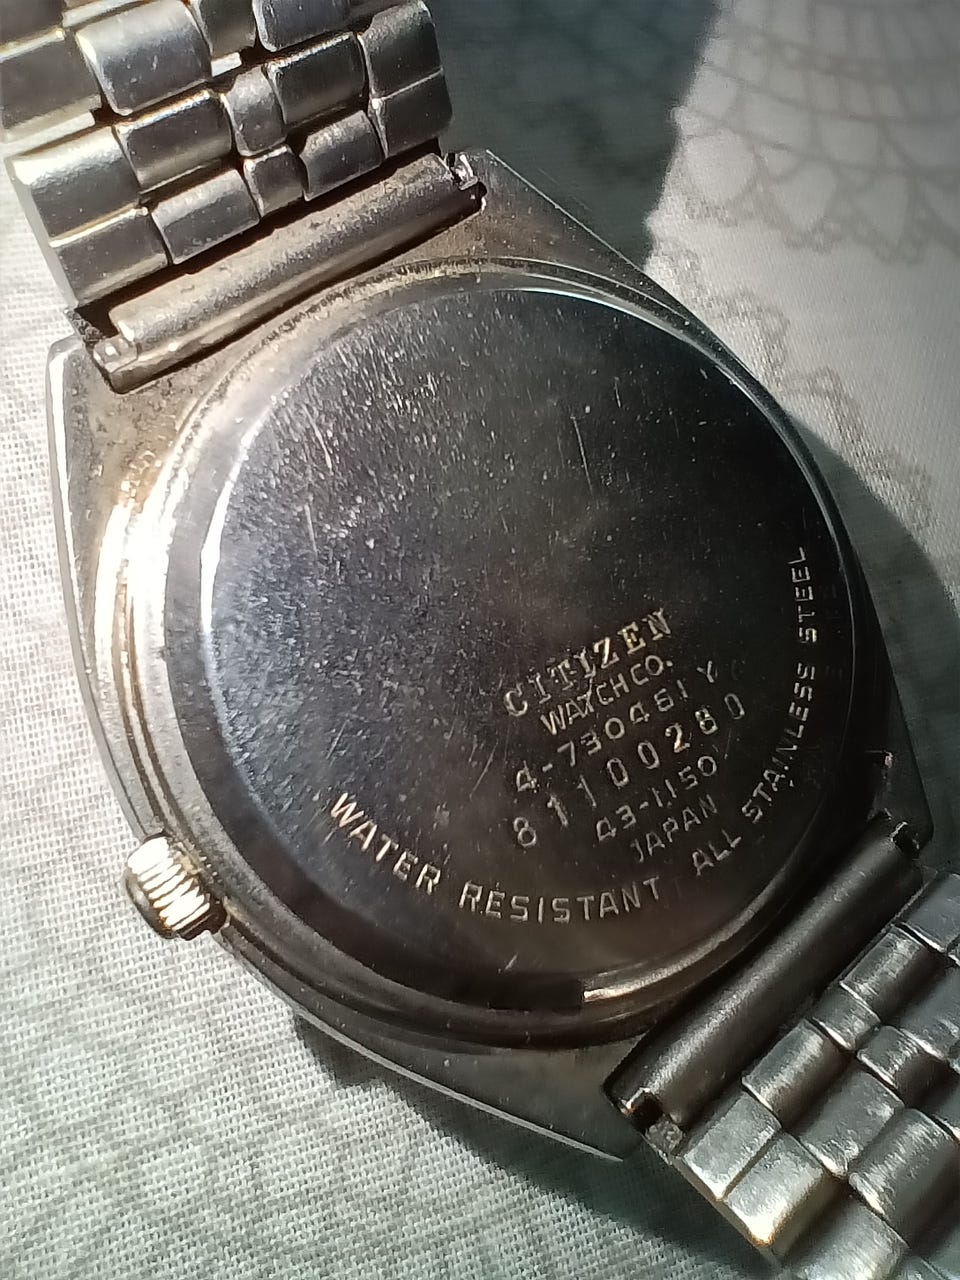 CITIZEN
WATCH CO.
4-730461 Y
81100280
43-1150
JAPAN
WATER RESISTANT ALL STAINLESS STEEL